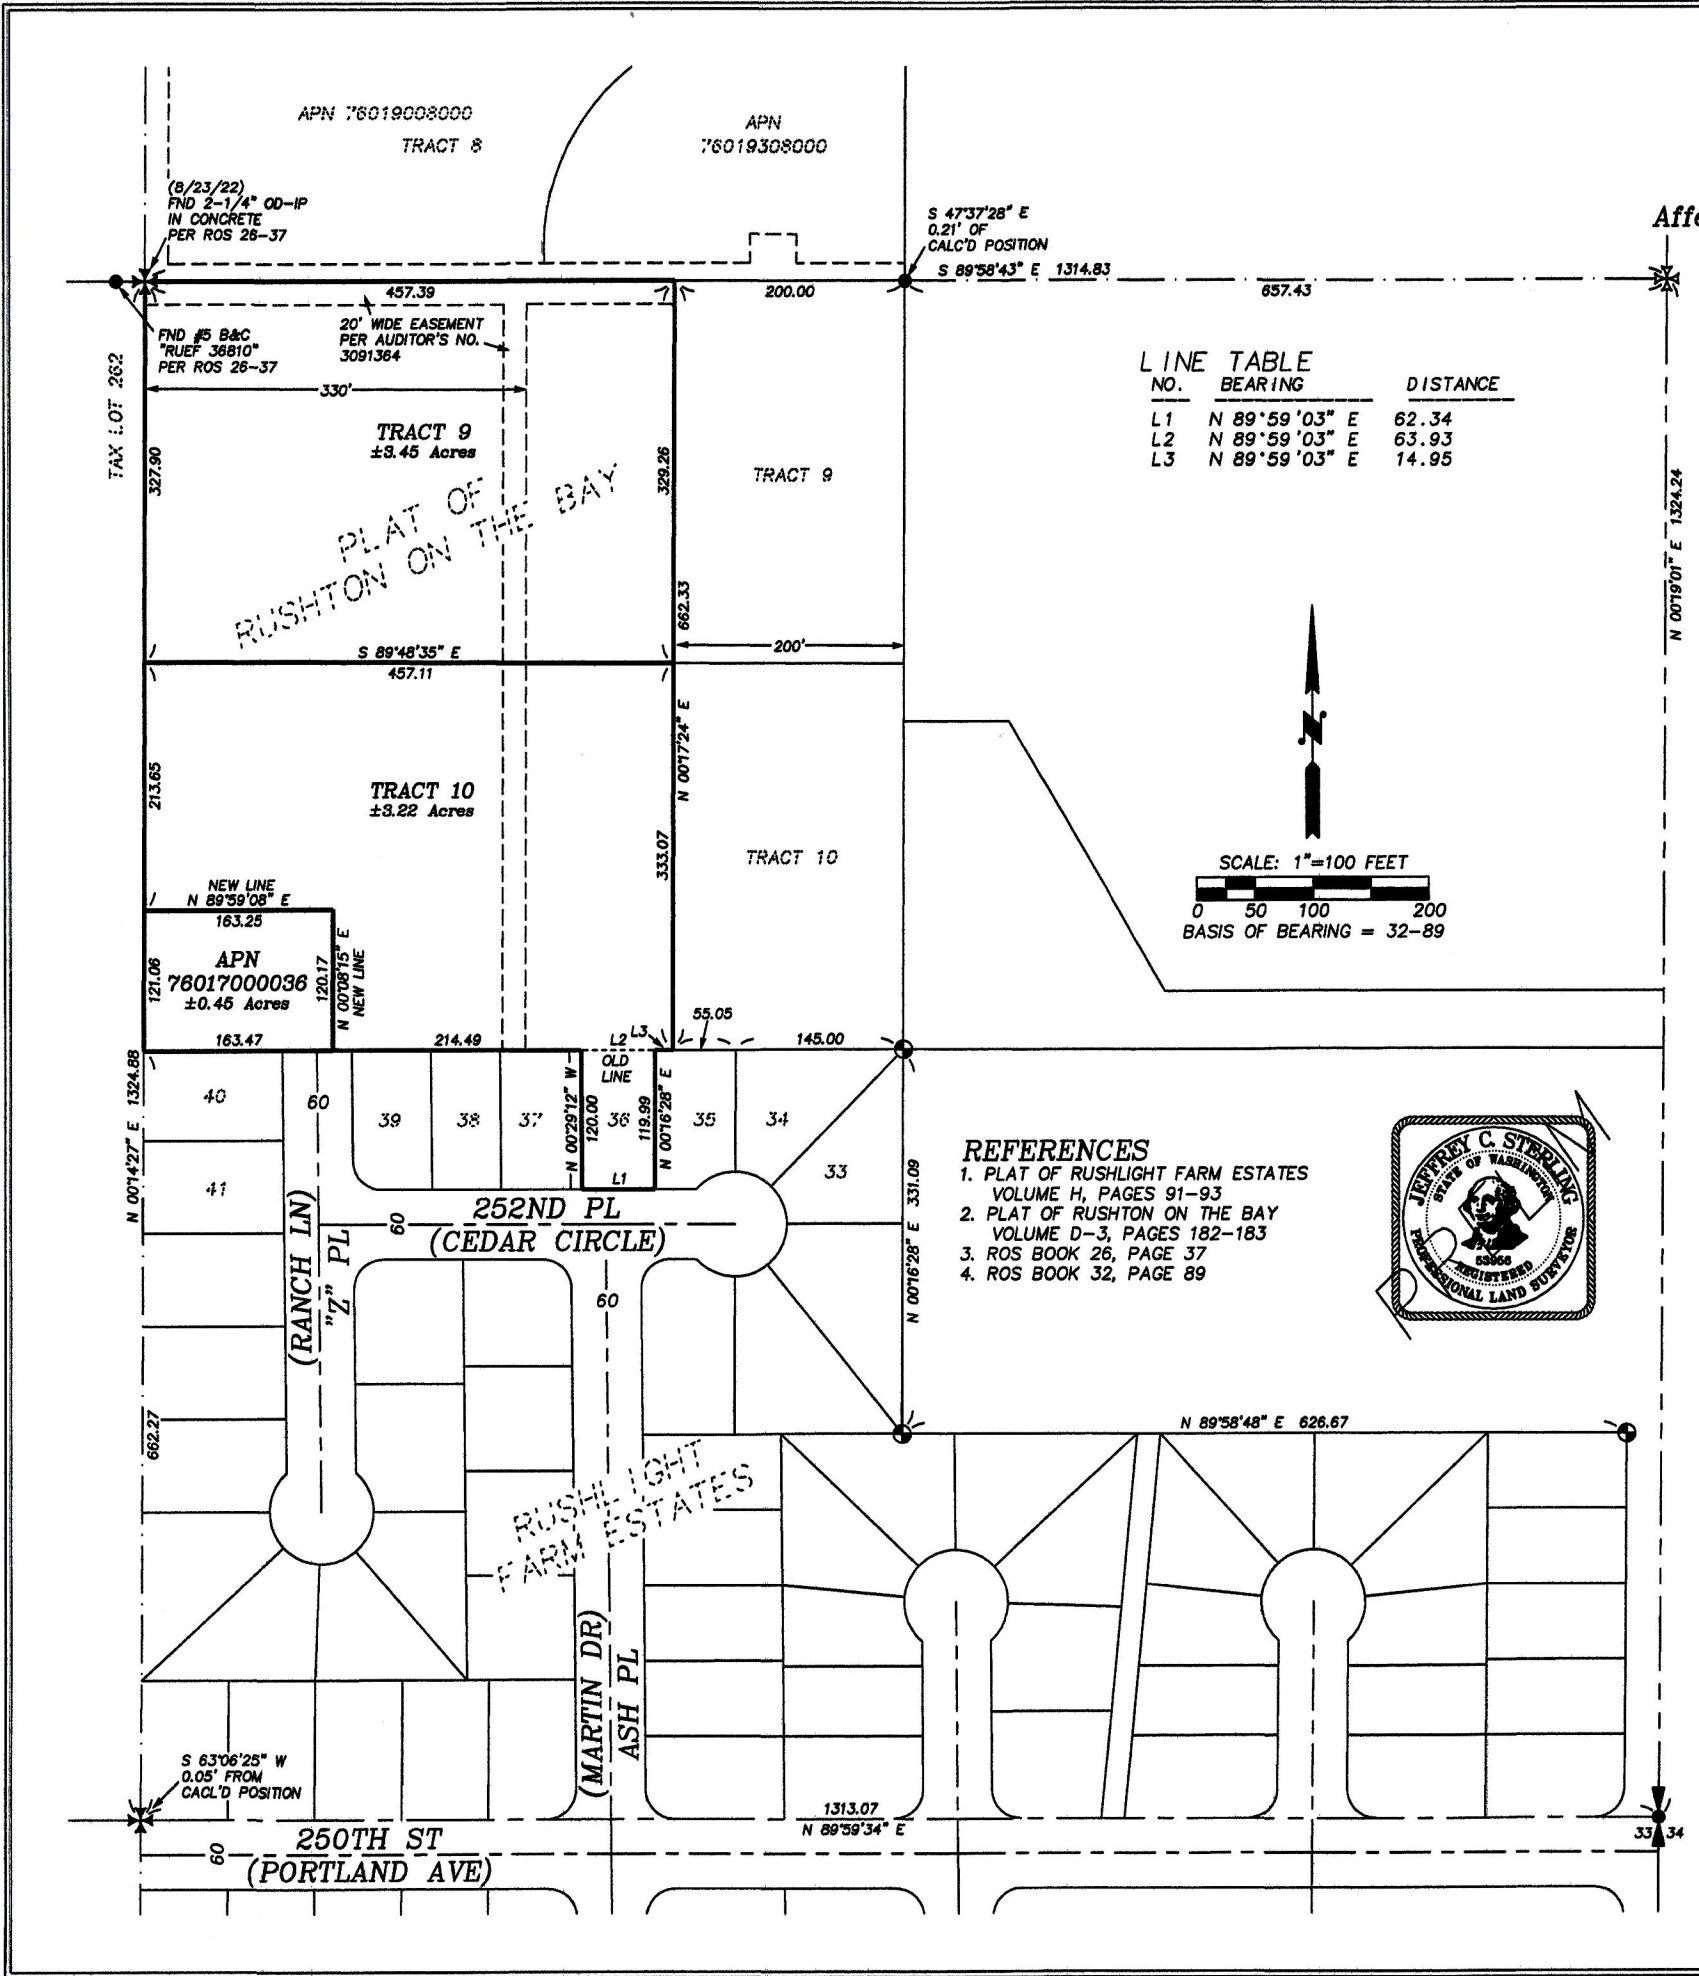 APN 76019008000
TRACT 8
APN
76019308000
(8/23/22)
FND 2-1/4" OD-IP
IN CONCRETE
PER ROS 26-37
S 47°37'28" E
0.21' OF
CALC'D POSITION
Affe
S 89°58'43" E 1314.83
457.39
200.00
657.43
FND #5 B&C
"RUEF 36810"
PER ROS 26-37
20' WIDE EASEMENT
PER AUDITOR'S NO.
3091364
TAX LOT 262
330'
TRACT 9
±3.45 Acres
327.90
329.26
TRACT 9
PLAT OF
RUSHTON ON THE BAY
LINE TABLE
NO. BEARING DISTANCE
L1 N 89°59'03" E 62.34
L2 N 89°59'03" E 63.93
L3 N 89°59'03" E 14.95
N 00°19'01" E 1324.24
662.33
200'
S 89°48'35" E
457.11
N 00°17'24" E
213.65
TRACT 10
±3.22 Acres
333.07
TRACT 10
N
SCALE: 1"=100 FEET
0 50 100 200
BASIS OF BEARING = 32-89
NEW LINE
N 89°59'08" E
163.25
APN
76017000036
±0.45 Acres
121.06
120.17
N 00°08'15" E
NEW LINE
163.47
214.49
L2
L3
55.05
145.00
OLD
LINE
N 00°14'27" E 1324.88
40
60
39
38
37
N 00°29'12" W
120.00
36
119.99
N 00°16'28" E
35
34
33
41
L1
252ND PL
(CEDAR CIRCLE)
60
(RANCH LN)
"Z" PL
60
N 00°16'28" E 331.09
REFERENCES
1. PLAT OF RUSHLIGHT FARM ESTATES
VOLUME H, PAGES 91-93
2. PLAT OF RUSHTON ON THE BAY
VOLUME D-3, PAGES 182-183
3. ROS BOOK 26, PAGE 37
4. ROS BOOK 32, PAGE 89
JEFFREY C. STERLING
STATE OF WASHINGTON
53956
REGISTERED
PROFESSIONAL LAND SURVEYOR
662.27
N 89°58'48" E 626.67
RUSHLIGHT
FARM ESTATES
(MARTIN DR)
ASH PL
S 63°06'25" W
0.05' FROM
CACL'D POSITION
1313.07
N 89°59'34" E
250TH ST
(PORTLAND AVE)
60
33 34